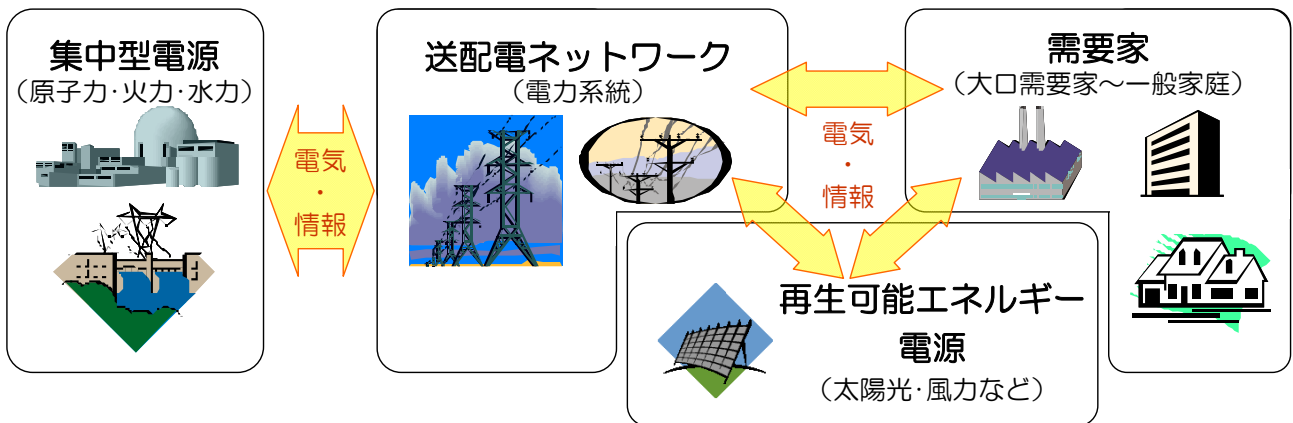 集中型電源
（原子力･火力･水力）
電気
・
情報
送配電ネットワーク
（電力系統）
電気
・
情報
需要家
（大口需要家～一般家庭）
再生可能エネルギー
電源
（太陽光･風力など）